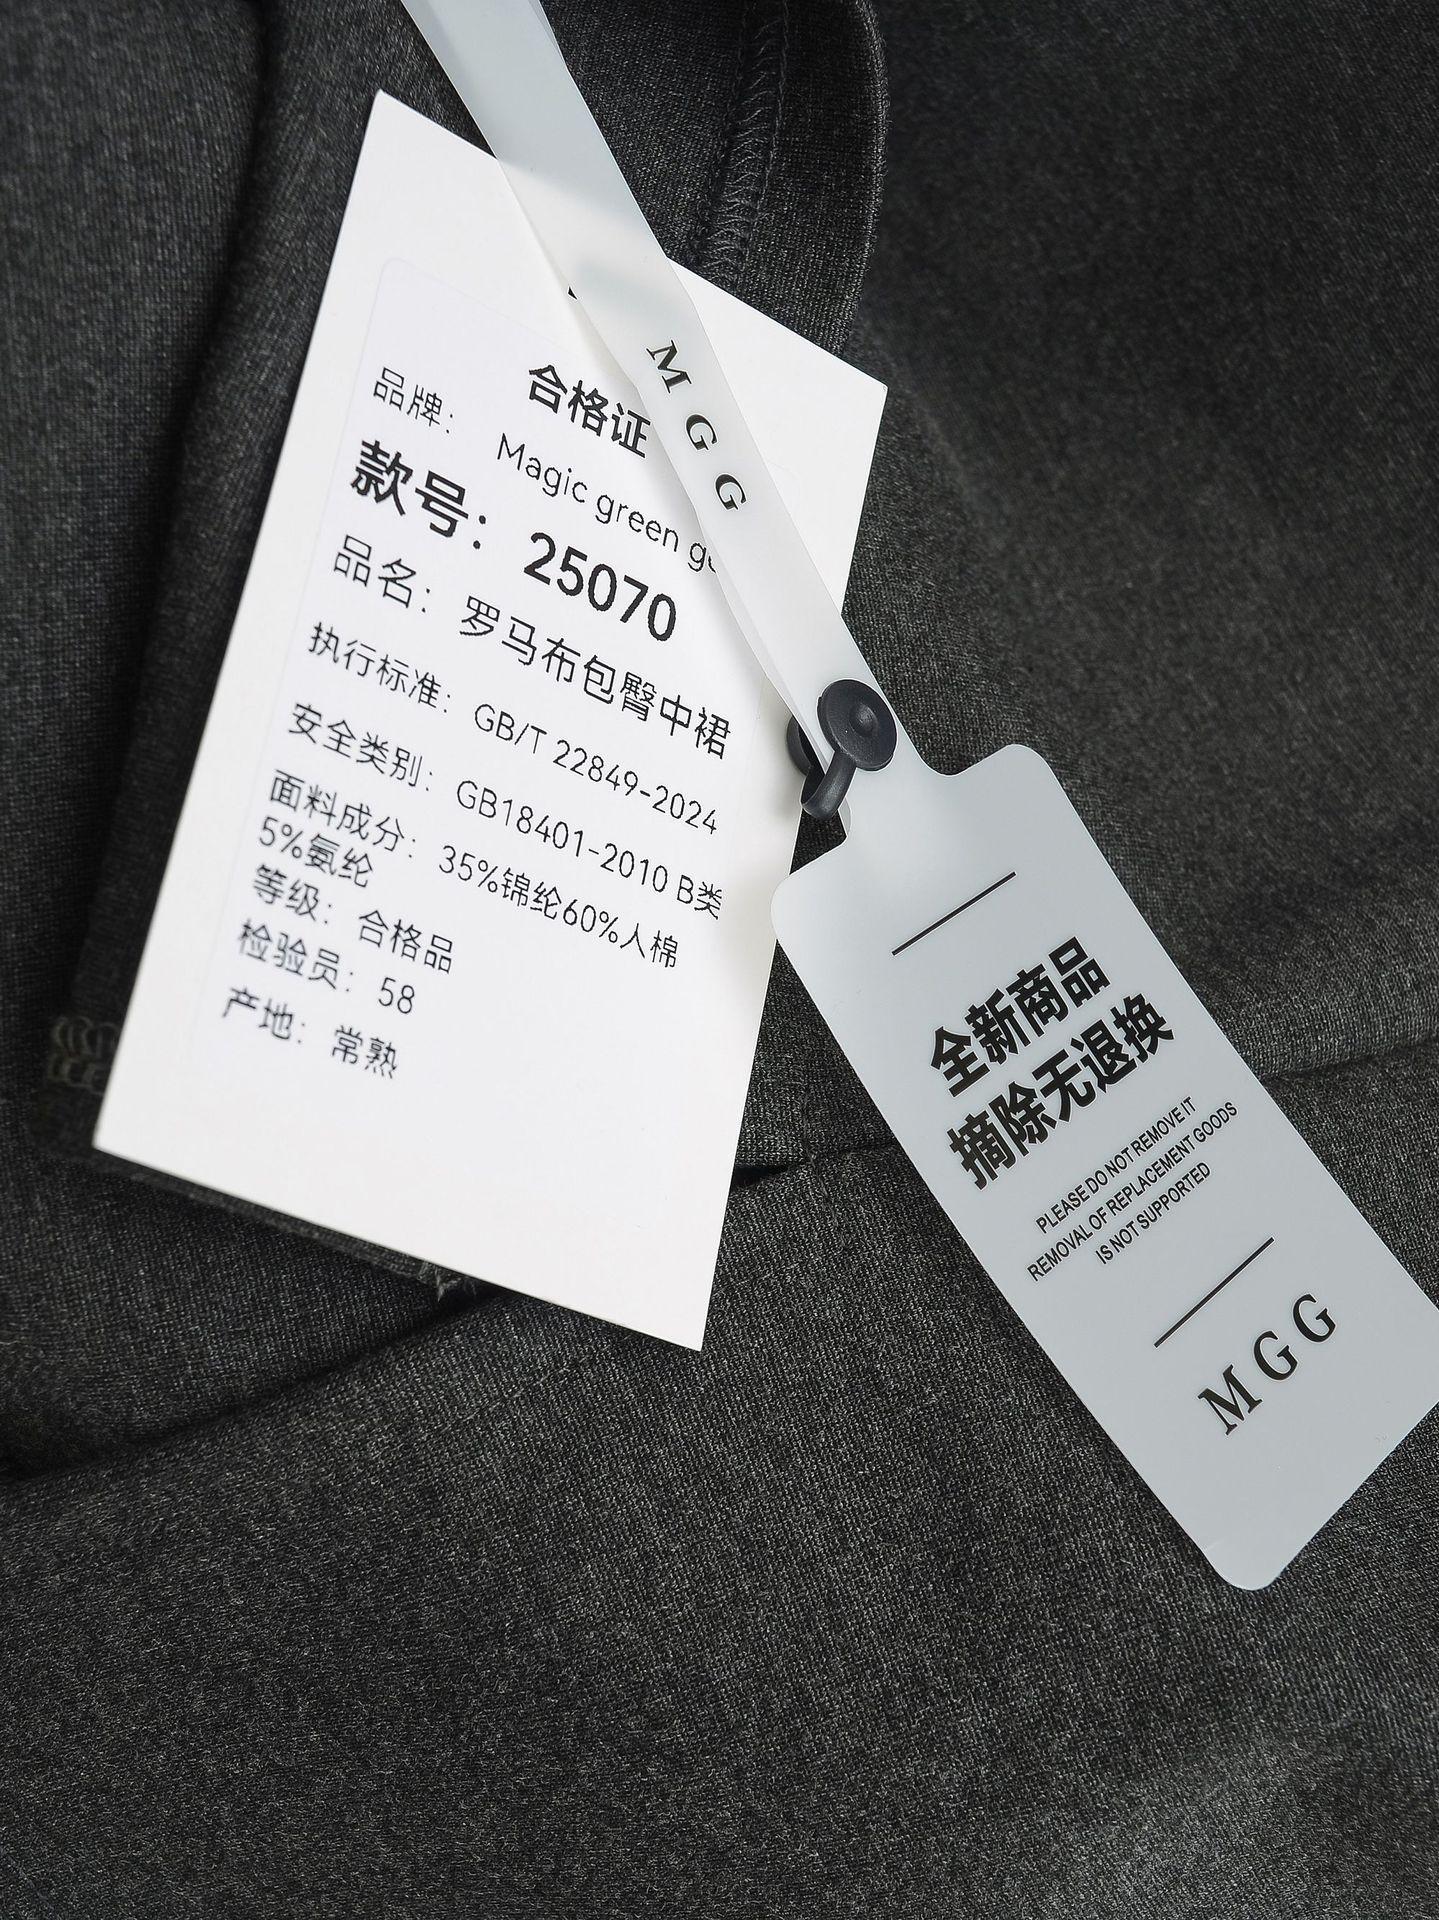 合格证
品牌： Magic green
款号： 25070
品名： 罗马布包臀中裙
执行标准： GB/T 22849-2024
安全类别： GB18401-2010 B类
面料成分： 35%锦纶60%人棉
5%氨纶
等级： 合格品
检验员： 58
产地： 常熟
MGG
全新商品
摘除无退换
PLEASE DO NOT REMOVE IT
REMOVAL OF REPLACEMENT GOODS
IS NOT SUPPORTED
MGG